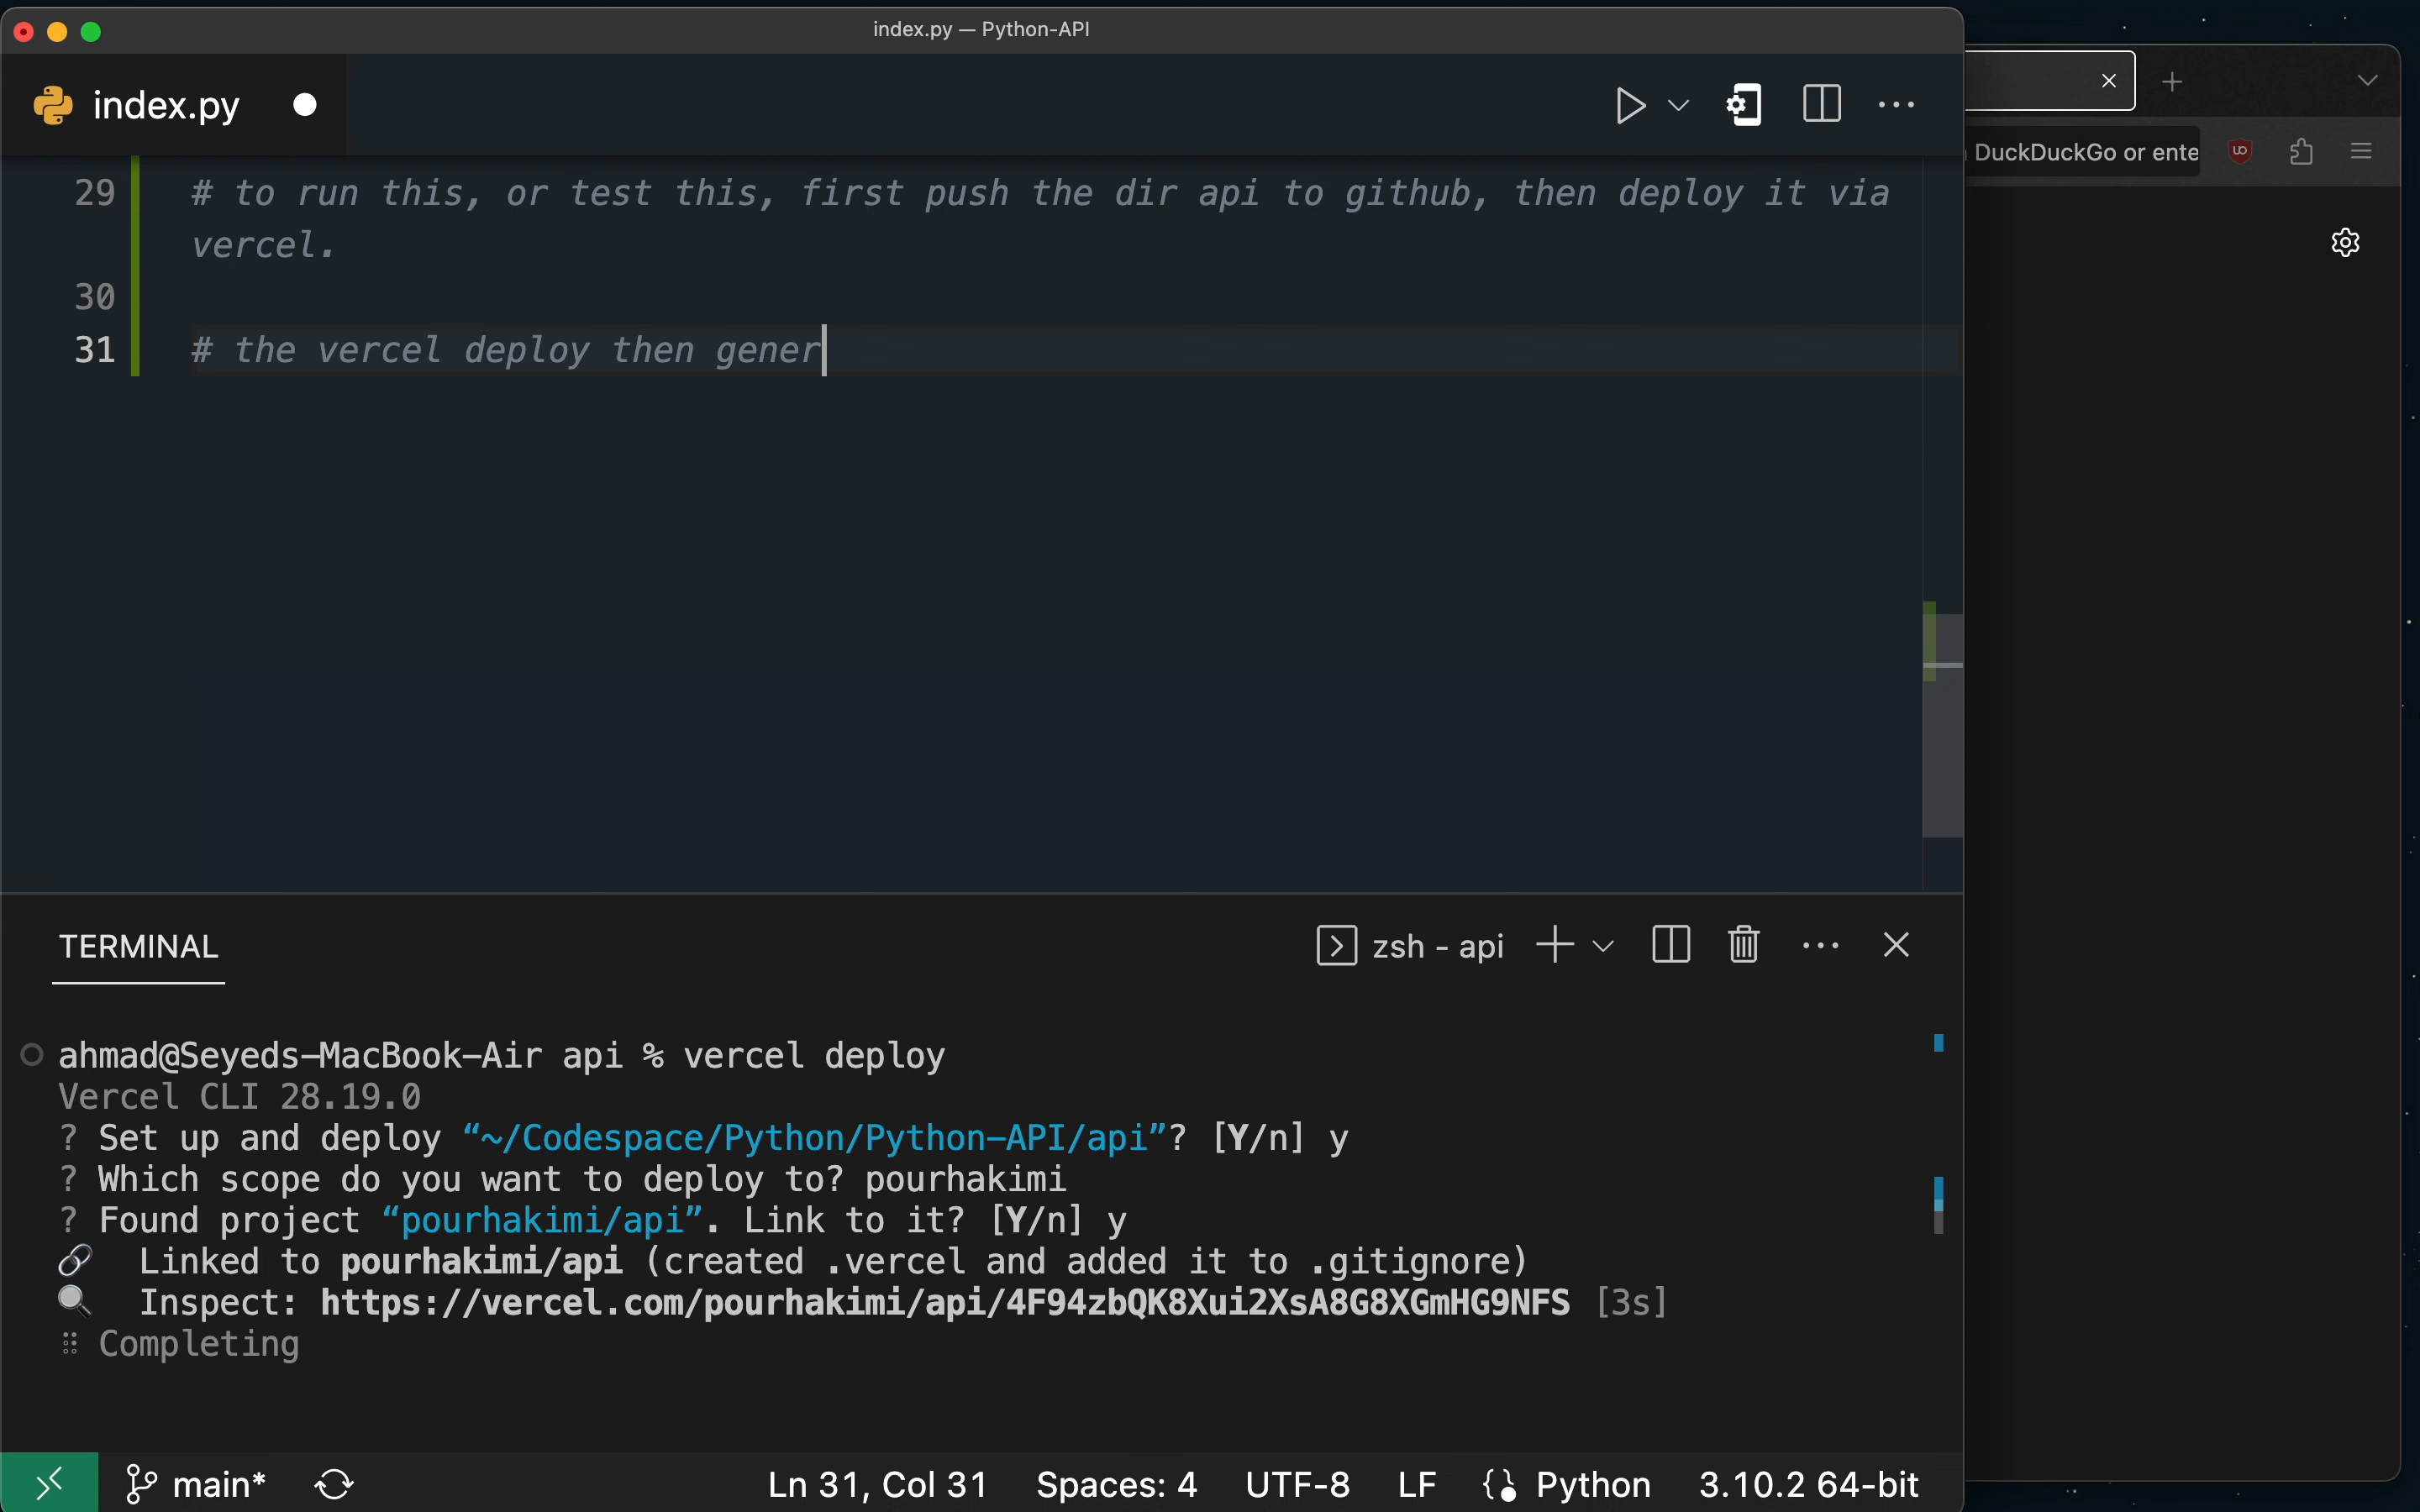 index.py — Python-API
index.py
DuckDuckGo or ente
29 # to run this, or test this, first push the dir api to github, then deploy it via
vercel.
30
31 # the vercel deploy then gener
TERMINAL
zsh - api
ahmad@Seyeds-MacBook-Air api % vercel deploy
Vercel CLI 28.19.0
? Set up and deploy “~/Codespace/Python/Python-API/api”? [Y/n] y
? Which scope do you want to deploy to? pourhakimi
? Found project “pourhakimi/api”. Link to it? [Y/n] y
🔗 Linked to pourhakimi/api (created .vercel and added it to .gitignore)
🔍 Inspect: https://vercel.com/pourhakimi/api/4F94zbQK8Xui2XsA8G8XGmHG9NFS [3s]
⠿ Completing
main* Ln 31, Col 31 Spaces: 4 UTF-8 LF Python 3.10.2 64-bit